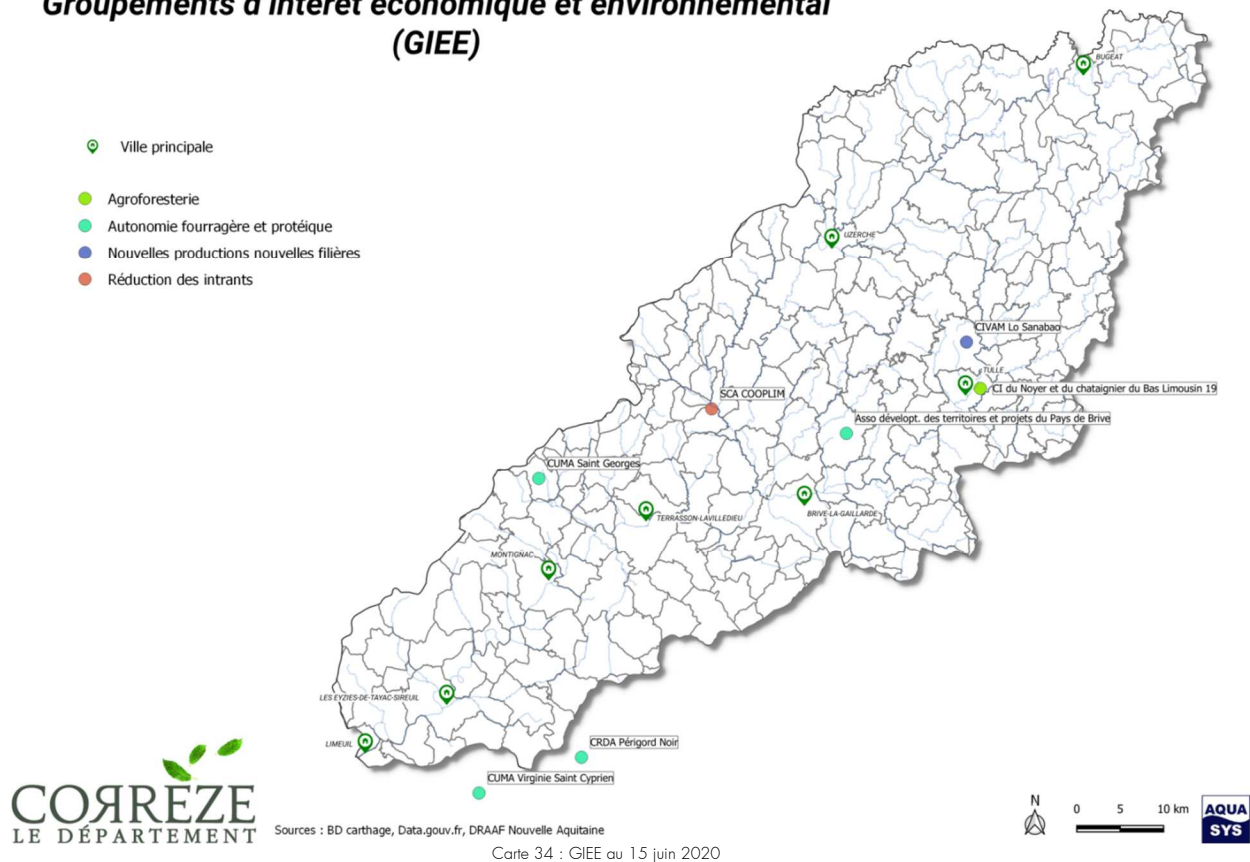 Groupements d'intérêt économique et environnemental
(GIEE)
Ville principale
Agroforesterie
Autonomie fourragère et protéique
Nouvelles productions nouvelles filières
Réduction des intrants
BUGEAT
UZERCHE
CIVAM Lo Sanabao
TULLE
CI du Noyer et du chataignier du Bas Limousin 19
SCA COOPLIM
Asso dévelopt. des territoires et projets du Pays de Brive
CUMA Saint Georges
TERRASSON-LAVILLEDIEU
BRIVE-LA-GAILLARDE
MONTIGNAC
LES EYZIES-DE-TAYAC-SIREUIL
LIMEUIL
CRDA Périgord Noir
CUMA Virginie Saint Cyprien
CORRÈZE
LE DÉPARTEMENT
Sources : BD carthage, Data.gouv.fr, DRAAF Nouvelle Aquitaine
N
0 5 10 km
AQUA
SYS
Carte 34 : GIEE au 15 juin 2020